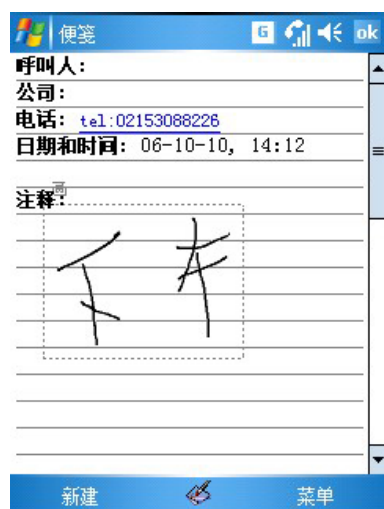 便笺 G ok
呼叫人:
公司:
电话: tel:02153088226
日期和时间: 06-10-10, 14:12
注释:
新建 菜单